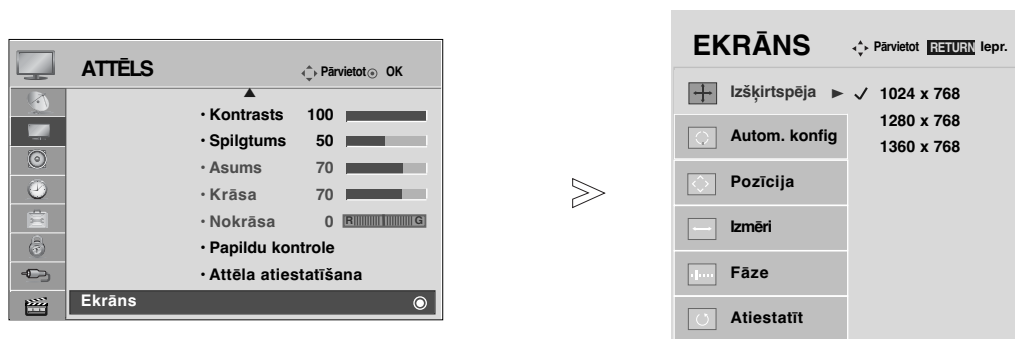 ATTĒLS
Pārvietot OK
· Kontrasts 100
· Spilgtums 50
· Asums 70
· Krāsa 70
· Nokrāsa 0 R G
· Papildu kontrole
· Attēla atiestatīšana
Ekrāns
EKRĀNS
Pārvietot RETURN Iepr.
Izšķirtspēja ► ✓ 1024 x 768
1280 x 768
1360 x 768
Autom. konfig
Pozīcija
Izmēri
Fāze
Atiestatīt